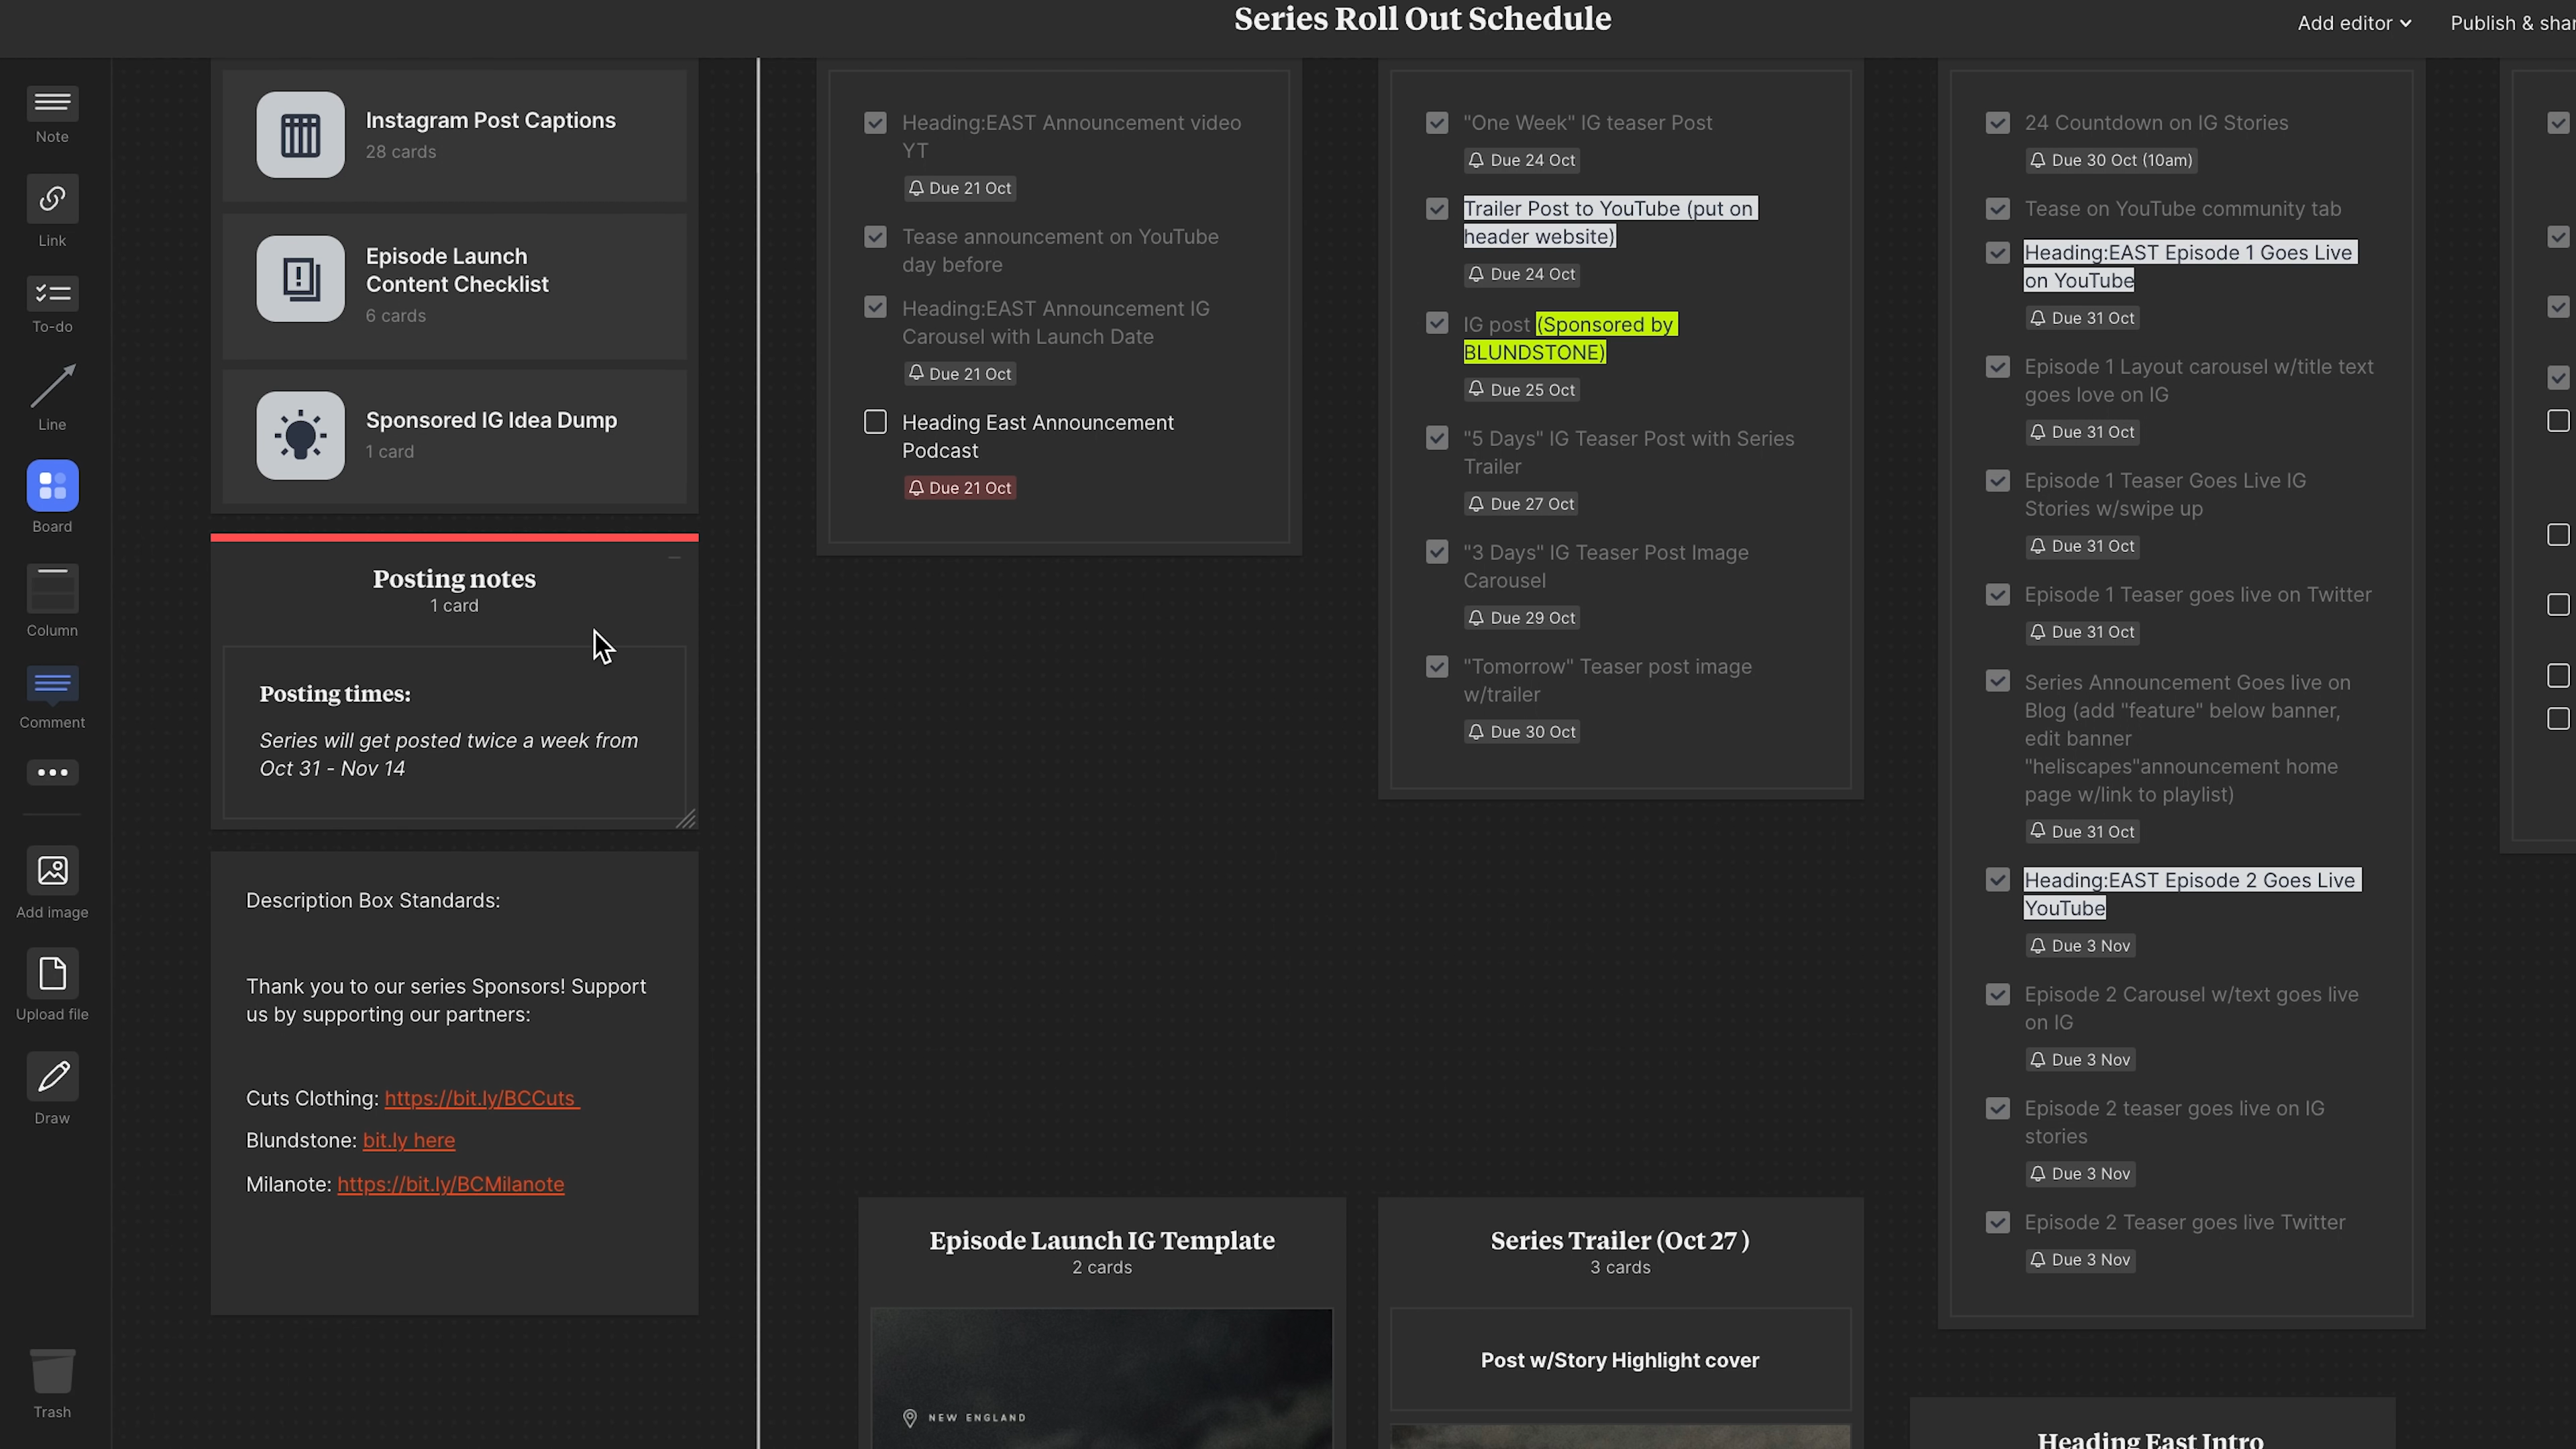 Series Roll Out Schedule
Add editor
Publish & shar
Note
Link
To-do
Line
Board
Column
Comment
Add image
Upload file
Draw
Trash
Instagram Post Captions
28 cards
Episode Launch
Content Checklist
6 cards
Sponsored IG Idea Dump
1 card
Posting notes
1 card
Posting times:
Series will get posted twice a week from
Oct 31 - Nov 14
Description Box Standards:
Thank you to our series Sponsors! Support
us by supporting our partners:
Cuts Clothing: https://bit.ly/BCCuts
Blundstone: bit.ly here
Milanote: https://bit.ly/BCMilanote
Heading:EAST Announcement video
YT
Due 21 Oct
Tease announcement on YouTube
day before
Heading:EAST Announcement IG
Carousel with Launch Date
Due 21 Oct
Heading East Announcement
Podcast
Due 21 Oct
"One Week" IG teaser Post
Due 24 Oct
Trailer Post to YouTube (put on
header website)
Due 24 Oct
IG post (Sponsored by
BLUNDSTONE)
Due 25 Oct
"5 Days" IG Teaser Post with Series
Trailer
Due 27 Oct
"3 Days" IG Teaser Post Image
Carousel
Due 29 Oct
"Tomorrow" Teaser post image
w/trailer
Due 30 Oct
24 Countdown on IG Stories
Due 30 Oct (10am)
Tease on YouTube community tab
Heading:EAST Episode 1 Goes Live
on YouTube
Due 31 Oct
Episode 1 Layout carousel w/title text
goes love on IG
Due 31 Oct
Episode 1 Teaser Goes Live IG
Stories w/swipe up
Due 31 Oct
Episode 1 Teaser goes live on Twitter
Due 31 Oct
Series Announcement Goes live on
Blog (add "feature" below banner,
edit banner
"heliscapes"announcement home
page w/link to playlist)
Due 31 Oct
Heading:EAST Episode 2 Goes Live
YouTube
Due 3 Nov
Episode 2 Carousel w/text goes live
on IG
Due 3 Nov
Episode 2 teaser goes live on IG
stories
Due 3 Nov
Episode 2 Teaser goes live Twitter
Due 3 Nov
Episode Launch IG Template
2 cards
NEW ENGLAND
Series Trailer (Oct 27 )
3 cards
Post w/Story Highlight cover
Heading East Intro